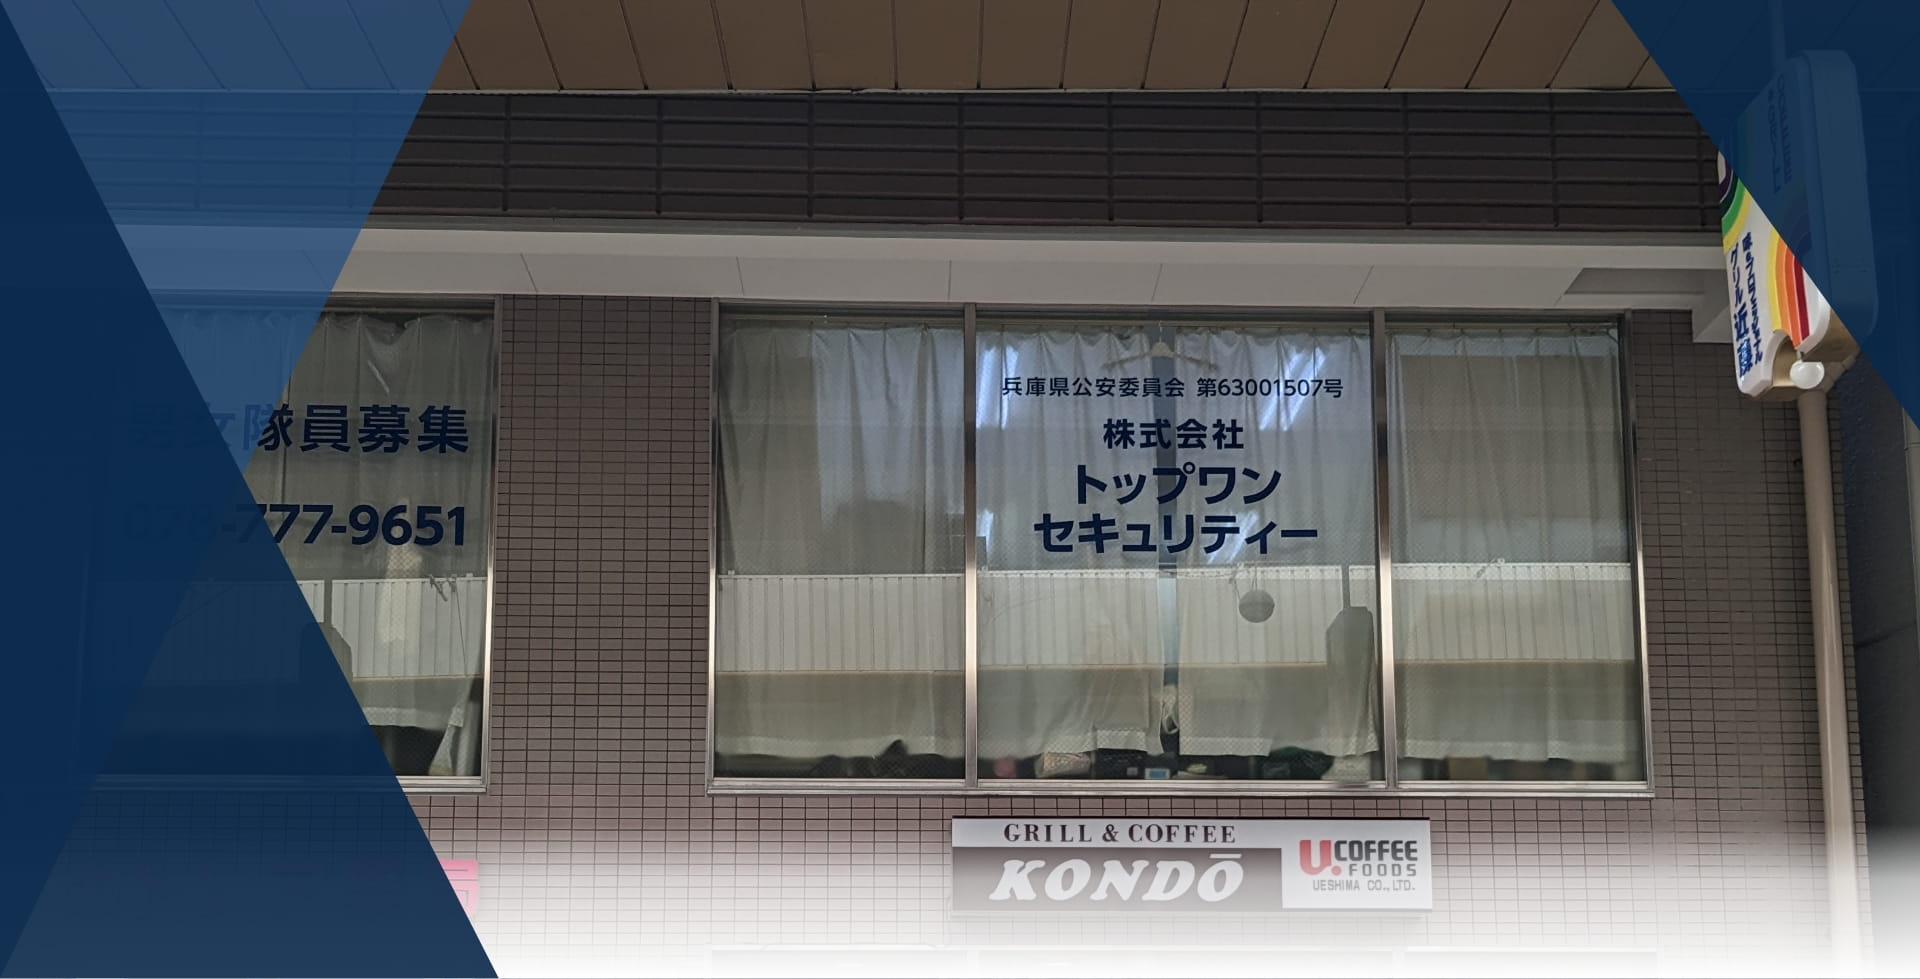 男女隊員募集
078-777-9651
兵庫県公安委員会 第63001507号
株式会社
トップワン
セキュリティー
グリル近藤
GRILL & COFFEE
KONDŌ
U.COFFEE
FOODS
UESHIMA CO., LTD.